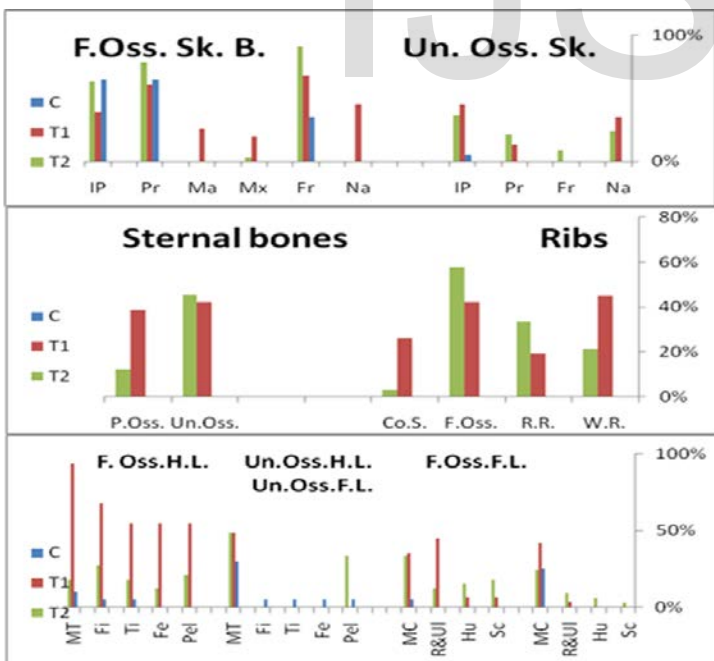 IJS
F.Oss. Sk. B. Un. Oss. Sk.
100%
C
T1
T2
0%
IP Pr Ma Mx Fr Na IP Pr Fr Na
Sternal bones Ribs
80%
60%
C
40%
T1
20%
T2
0%
P.Oss. Un.Oss. Co.S. F.Oss. R.R. W.R.
F. Oss.H.L. Un.Oss.H.L. F.Oss.F.L.
Un.Oss.F.L.
100%
C
50%
T1
T2
0%
MT Fi Ti Fe Pel MT Fi Ti Fe Pel MC R&Ul Hu Sc MC R&Ul Hu Sc